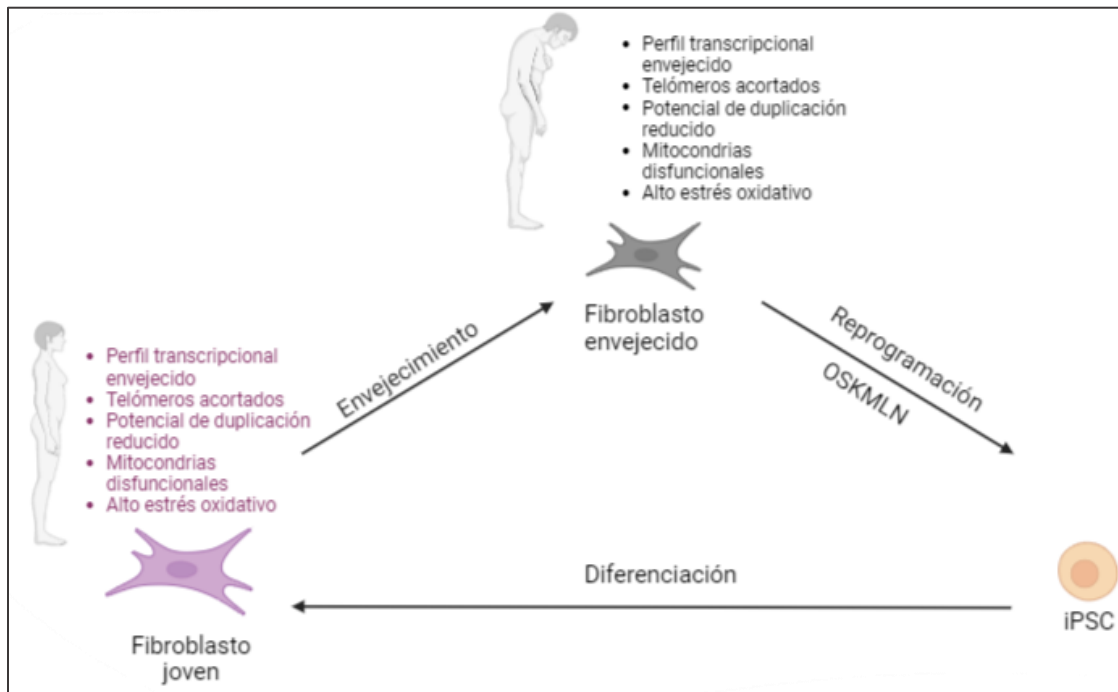 • Perfil transcripcional
envejecido
• Telómeros acortados
• Potencial de duplicación
reducido
• Mitocondrias
disfuncionales
• Alto estrés oxidativo
Fibroblasto
envejecido
Envejecimiento
Reprogramación
OSKMLN
• Perfil transcripcional
envejecido
• Telómeros acortados
• Potencial de duplicación
reducido
• Mitocondrias
disfuncionales
• Alto estrés oxidativo
Diferenciación
iPSC
Fibroblasto
joven